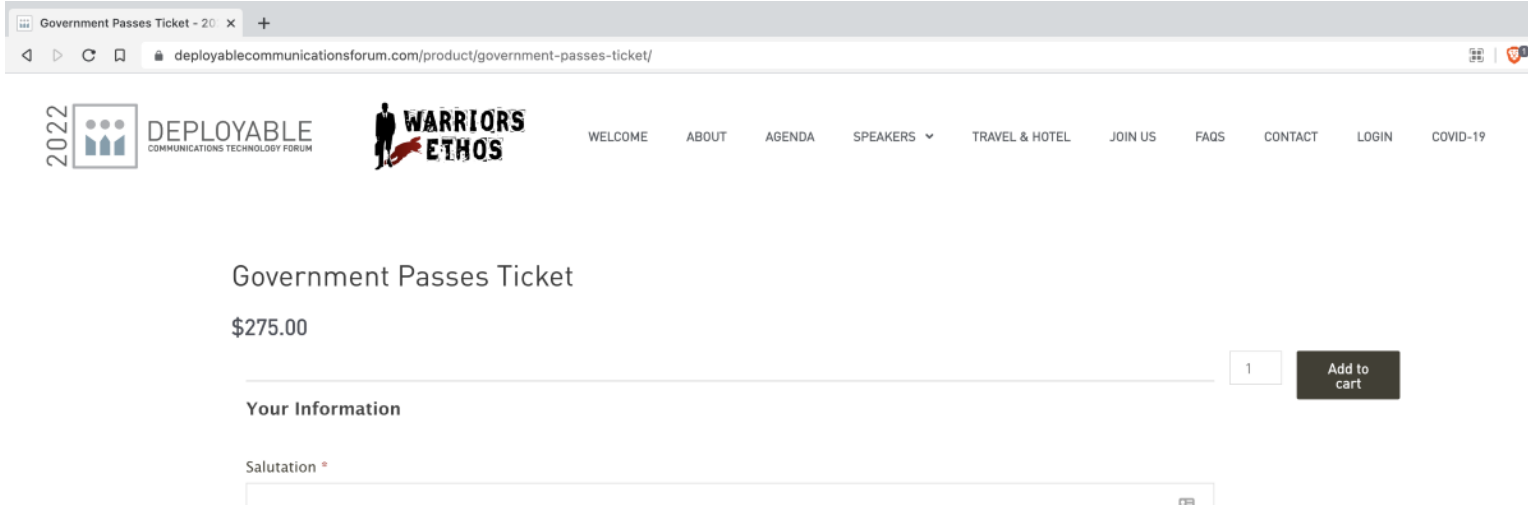 Government Passes Ticket - 20
deployablecommunicationsforum.com/product/government-passes-ticket/
1
2022
DEPLOYABLE
COMMUNICATIONS TECHNOLOGY FORUM
WARRIORS
ETHOS
WELCOME ABOUT AGENDA SPEAKERS TRAVEL & HOTEL JOIN US FAQS CONTACT LOGIN COVID-19
Government Passes Ticket
$275.00
1
Add to
cart
Your Information
Salutation *